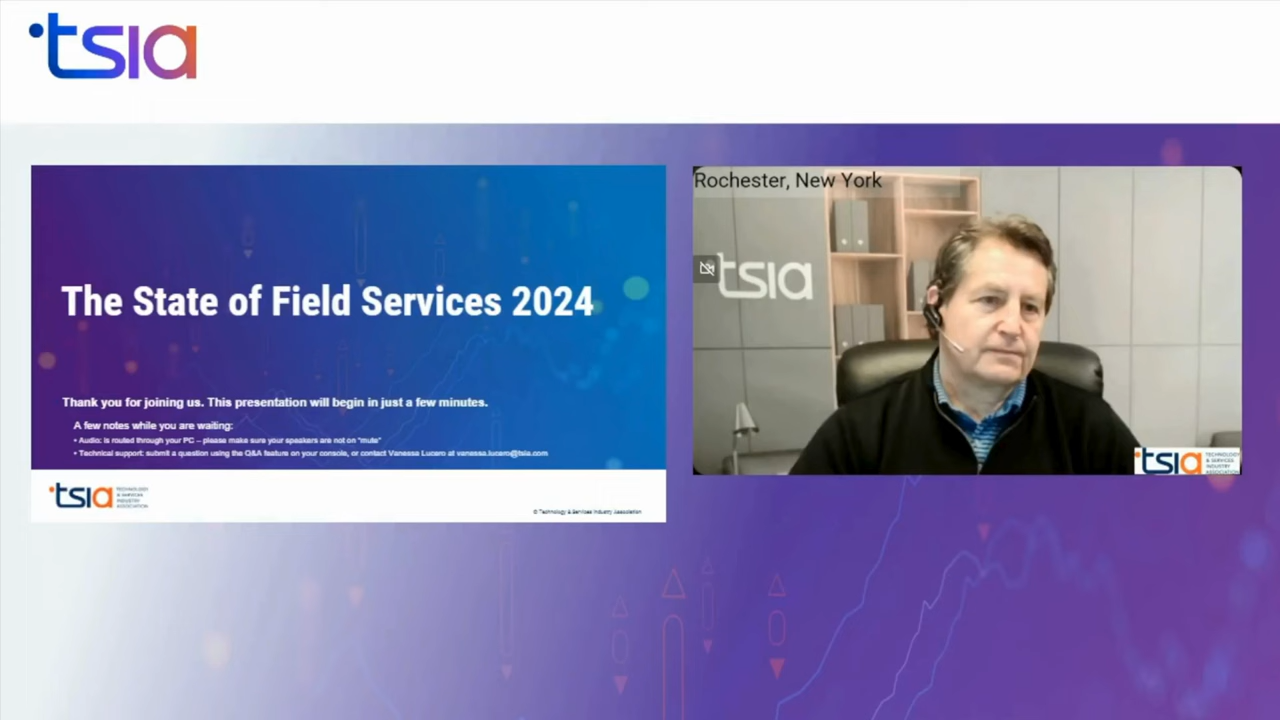 tsia
The State of Field Services 2024
Thank you for joining us. This presentation will begin in just a few minutes.
A few notes while you are waiting:
• Audio: is routed through your PC – please make sure your speakers are not on "mute"
• Technical support: submit a question using the Q&A feature on your console, or contact Vanessa Lucero at vanessa.lucero@tsia.com
tsia
TECHNOLOGY
& SERVICES
INDUSTRY
ASSOCIATION
© Technology & Services Industry Association
Rochester, New York
tsia
tsia
TECHNOLOGY
& SERVICES
INDUSTRY
ASSOCIATION